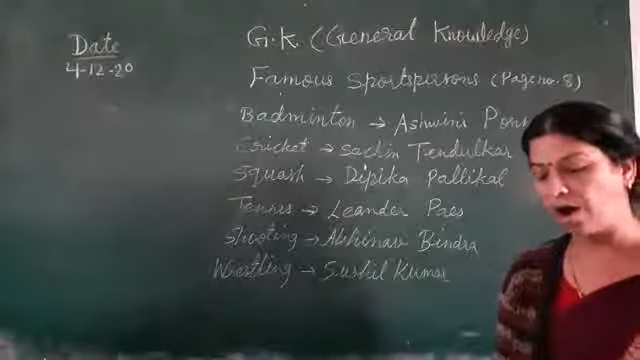 Date
4-12-20
G.K. (General Knowledge)
Famous Sportspersons (Page no. 8)
Badminton → Ashwini
Cricket → Sachin Tendulkar
Squash → Dipika Pallikal
Tennis → Leander Paes
Shooting → Abhinav Bindra
Wrestling → Sushil Kumar